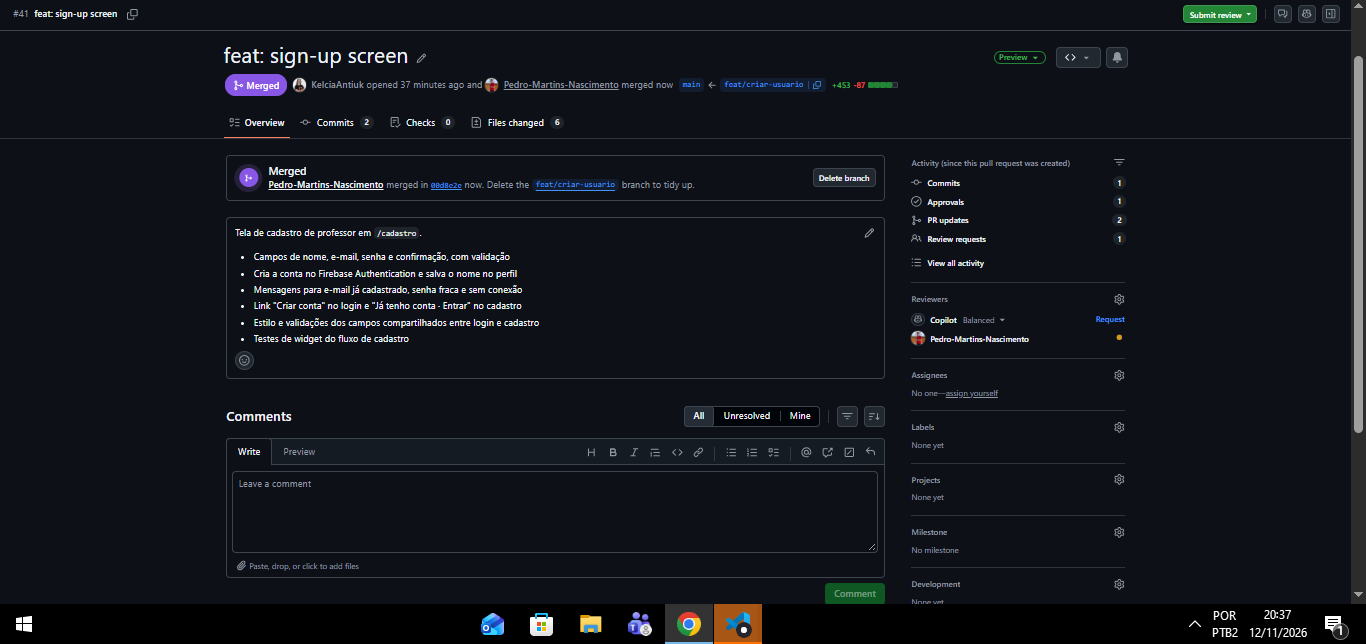 #41 feat: sign-up screen
Submit review
feat: sign-up screen
Preview
Merged
KelciaAntiuk opened 37 minutes ago and Pedro-Martins-Nascimento merged now main ← feat/criar-usuario +453 -87
Overview
Commits 2
Checks 0
Files changed 6
Merged
Pedro-Martins-Nascimento merged in 00d8e2e now. Delete the feat/criar-usuario branch to tidy up.
Delete branch
Tela de cadastro de professor em /cadastro.
• Campos de nome, e-mail, senha e confirmação, com validação
• Cria a conta no Firebase Authentication e salva o nome no perfil
• Mensagens para e-mail já cadastrado, senha fraca e sem conexão
• Link "Criar conta" no login e "Já tenho conta · Entrar" no cadastro
• Estilo e validações dos campos compartilhados entre login e cadastro
• Testes de widget do fluxo de cadastro
Comments
All Unresolved Mine
Write Preview
Leave a comment
Paste, drop, or click to add files
Comment
Activity (since this pull request was created)
Commits 1
Approvals 1
PR updates 2
Review requests 1
View all activity
Reviewers
Copilot Balanced Request
Pedro-Martins-Nascimento
Assignees
No one—assign yourself
Labels
None yet
Projects
None yet
Milestone
No milestone
Development
None yet
POR
PTB2
20:37
12/11/2026
1